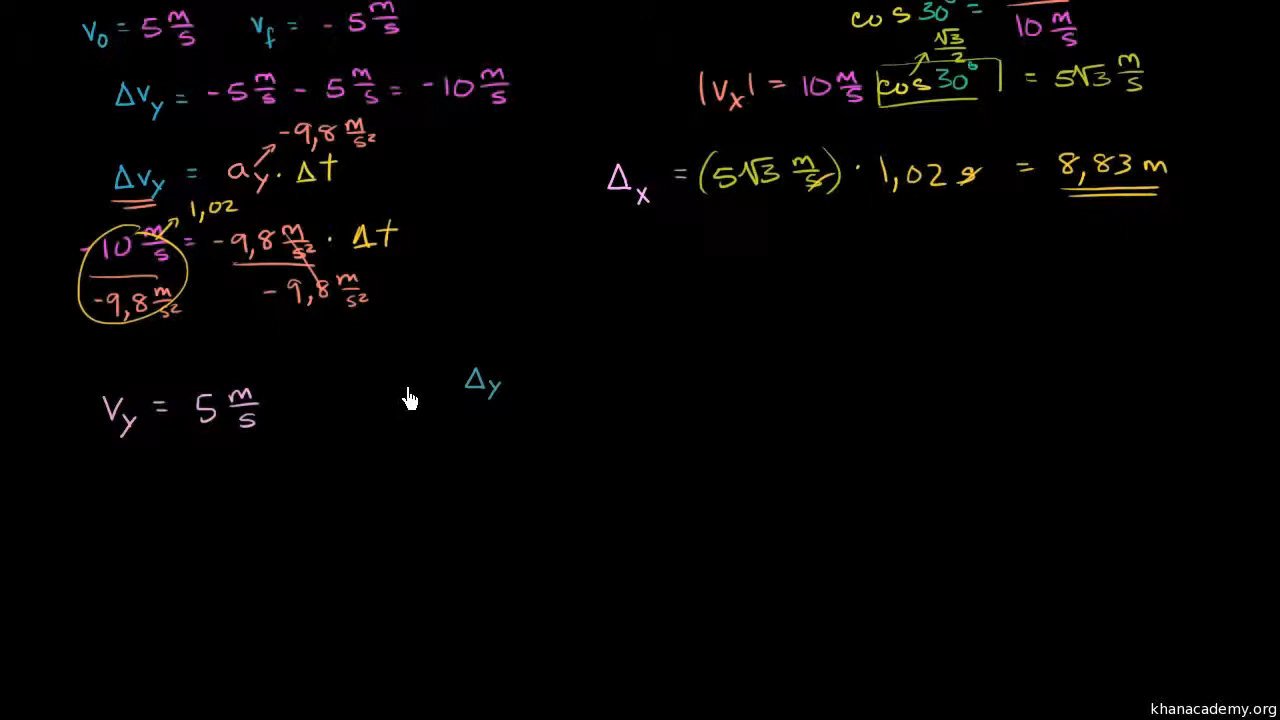 v₀ = 5 m/s v_f = - 5 m/s
Δv_y = -5 m/s - 5 m/s = -10 m/s
-9,8 m/s²
Δv_y = a_y · Δt
1,02
-10 m/s = -9,8 m/s² · Δt
-9,8 m/s² -9,8 m/s²
V_y = 5 m/s
Δy
cos 30° =
10 m/s
√3/2
|v_x| = 10 m/s cos 30° = 5√3 m/s
Δx = (5√3 m/s) · 1,02 s = 8,83 m
khanacademy.org